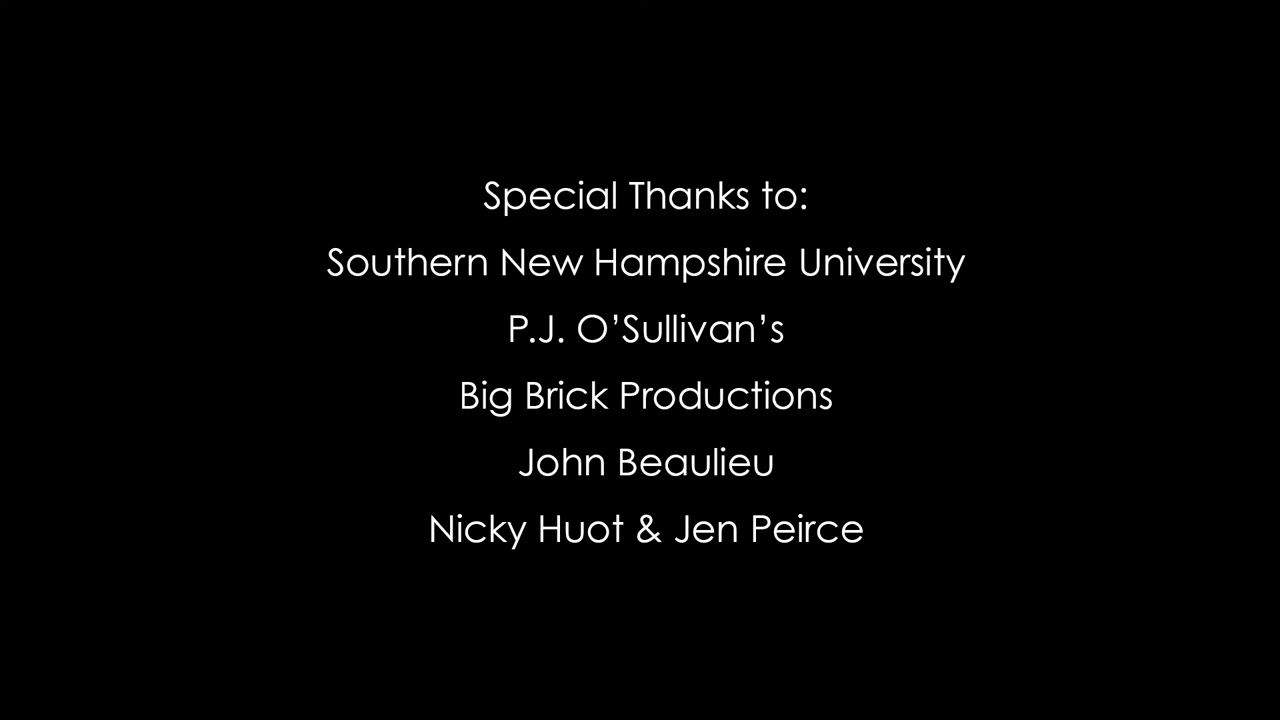 Special Thanks to:
Southern New Hampshire University
P.J. O’Sullivan’s
Big Brick Productions
John Beaulieu
Nicky Huot & Jen Peirce